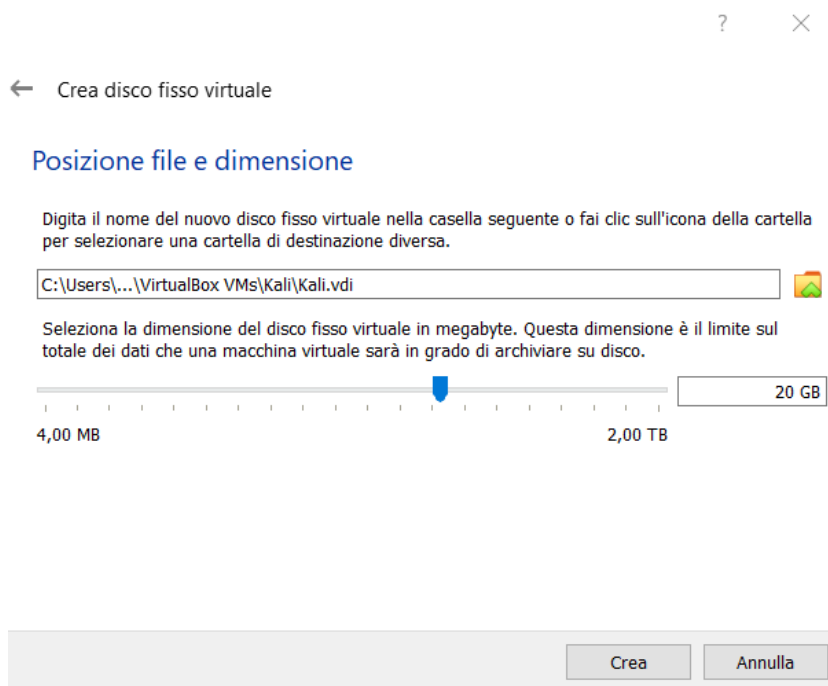 ?
Crea disco fisso virtuale
Posizione file e dimensione
Digita il nome del nuovo disco fisso virtuale nella casella seguente o fai clic sull'icona della cartella
per selezionare una cartella di destinazione diversa.
C:\Users\...\VirtualBox VMs\Kali\Kali.vdi
Seleziona la dimensione del disco fisso virtuale in megabyte. Questa dimensione è il limite sul
totale dei dati che una macchina virtuale sarà in grado di archiviare su disco.
20 GB
4,00 MB 2,00 TB
Crea Annulla